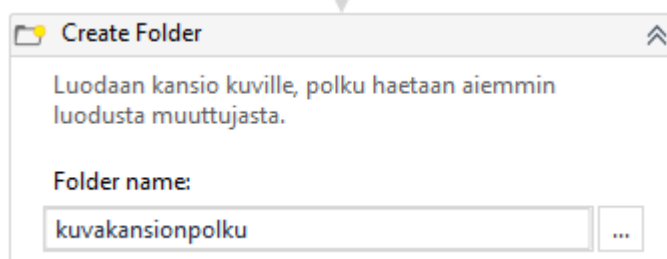 Create Folder
Luodaan kansio kuville, polku haetaan aiemmin
luodusta muuttujasta.
Folder name:
kuvakansionpolku
...